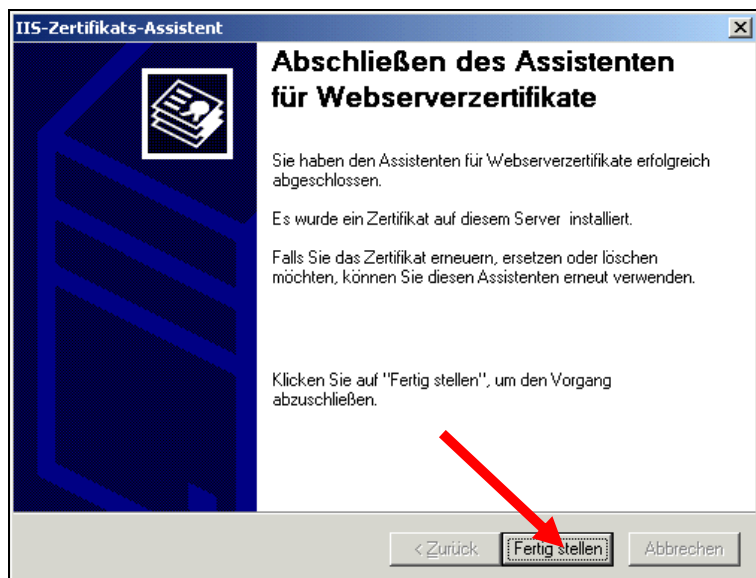 IIS-Zertifikats-Assistent
Abschließen des Assistenten
für Webserverzertifikate
Sie haben den Assistenten für Webserverzertifikate erfolgreich
abgeschlossen.
Es wurde ein Zertifikat auf diesem Server installiert.
Falls Sie das Zertifikat erneuern, ersetzen oder löschen
möchten, können Sie diesen Assistenten erneut verwenden.
Klicken Sie auf "Fertig stellen", um den Vorgang
abzuschließen.
< Zurück Fertig stellen Abbrechen